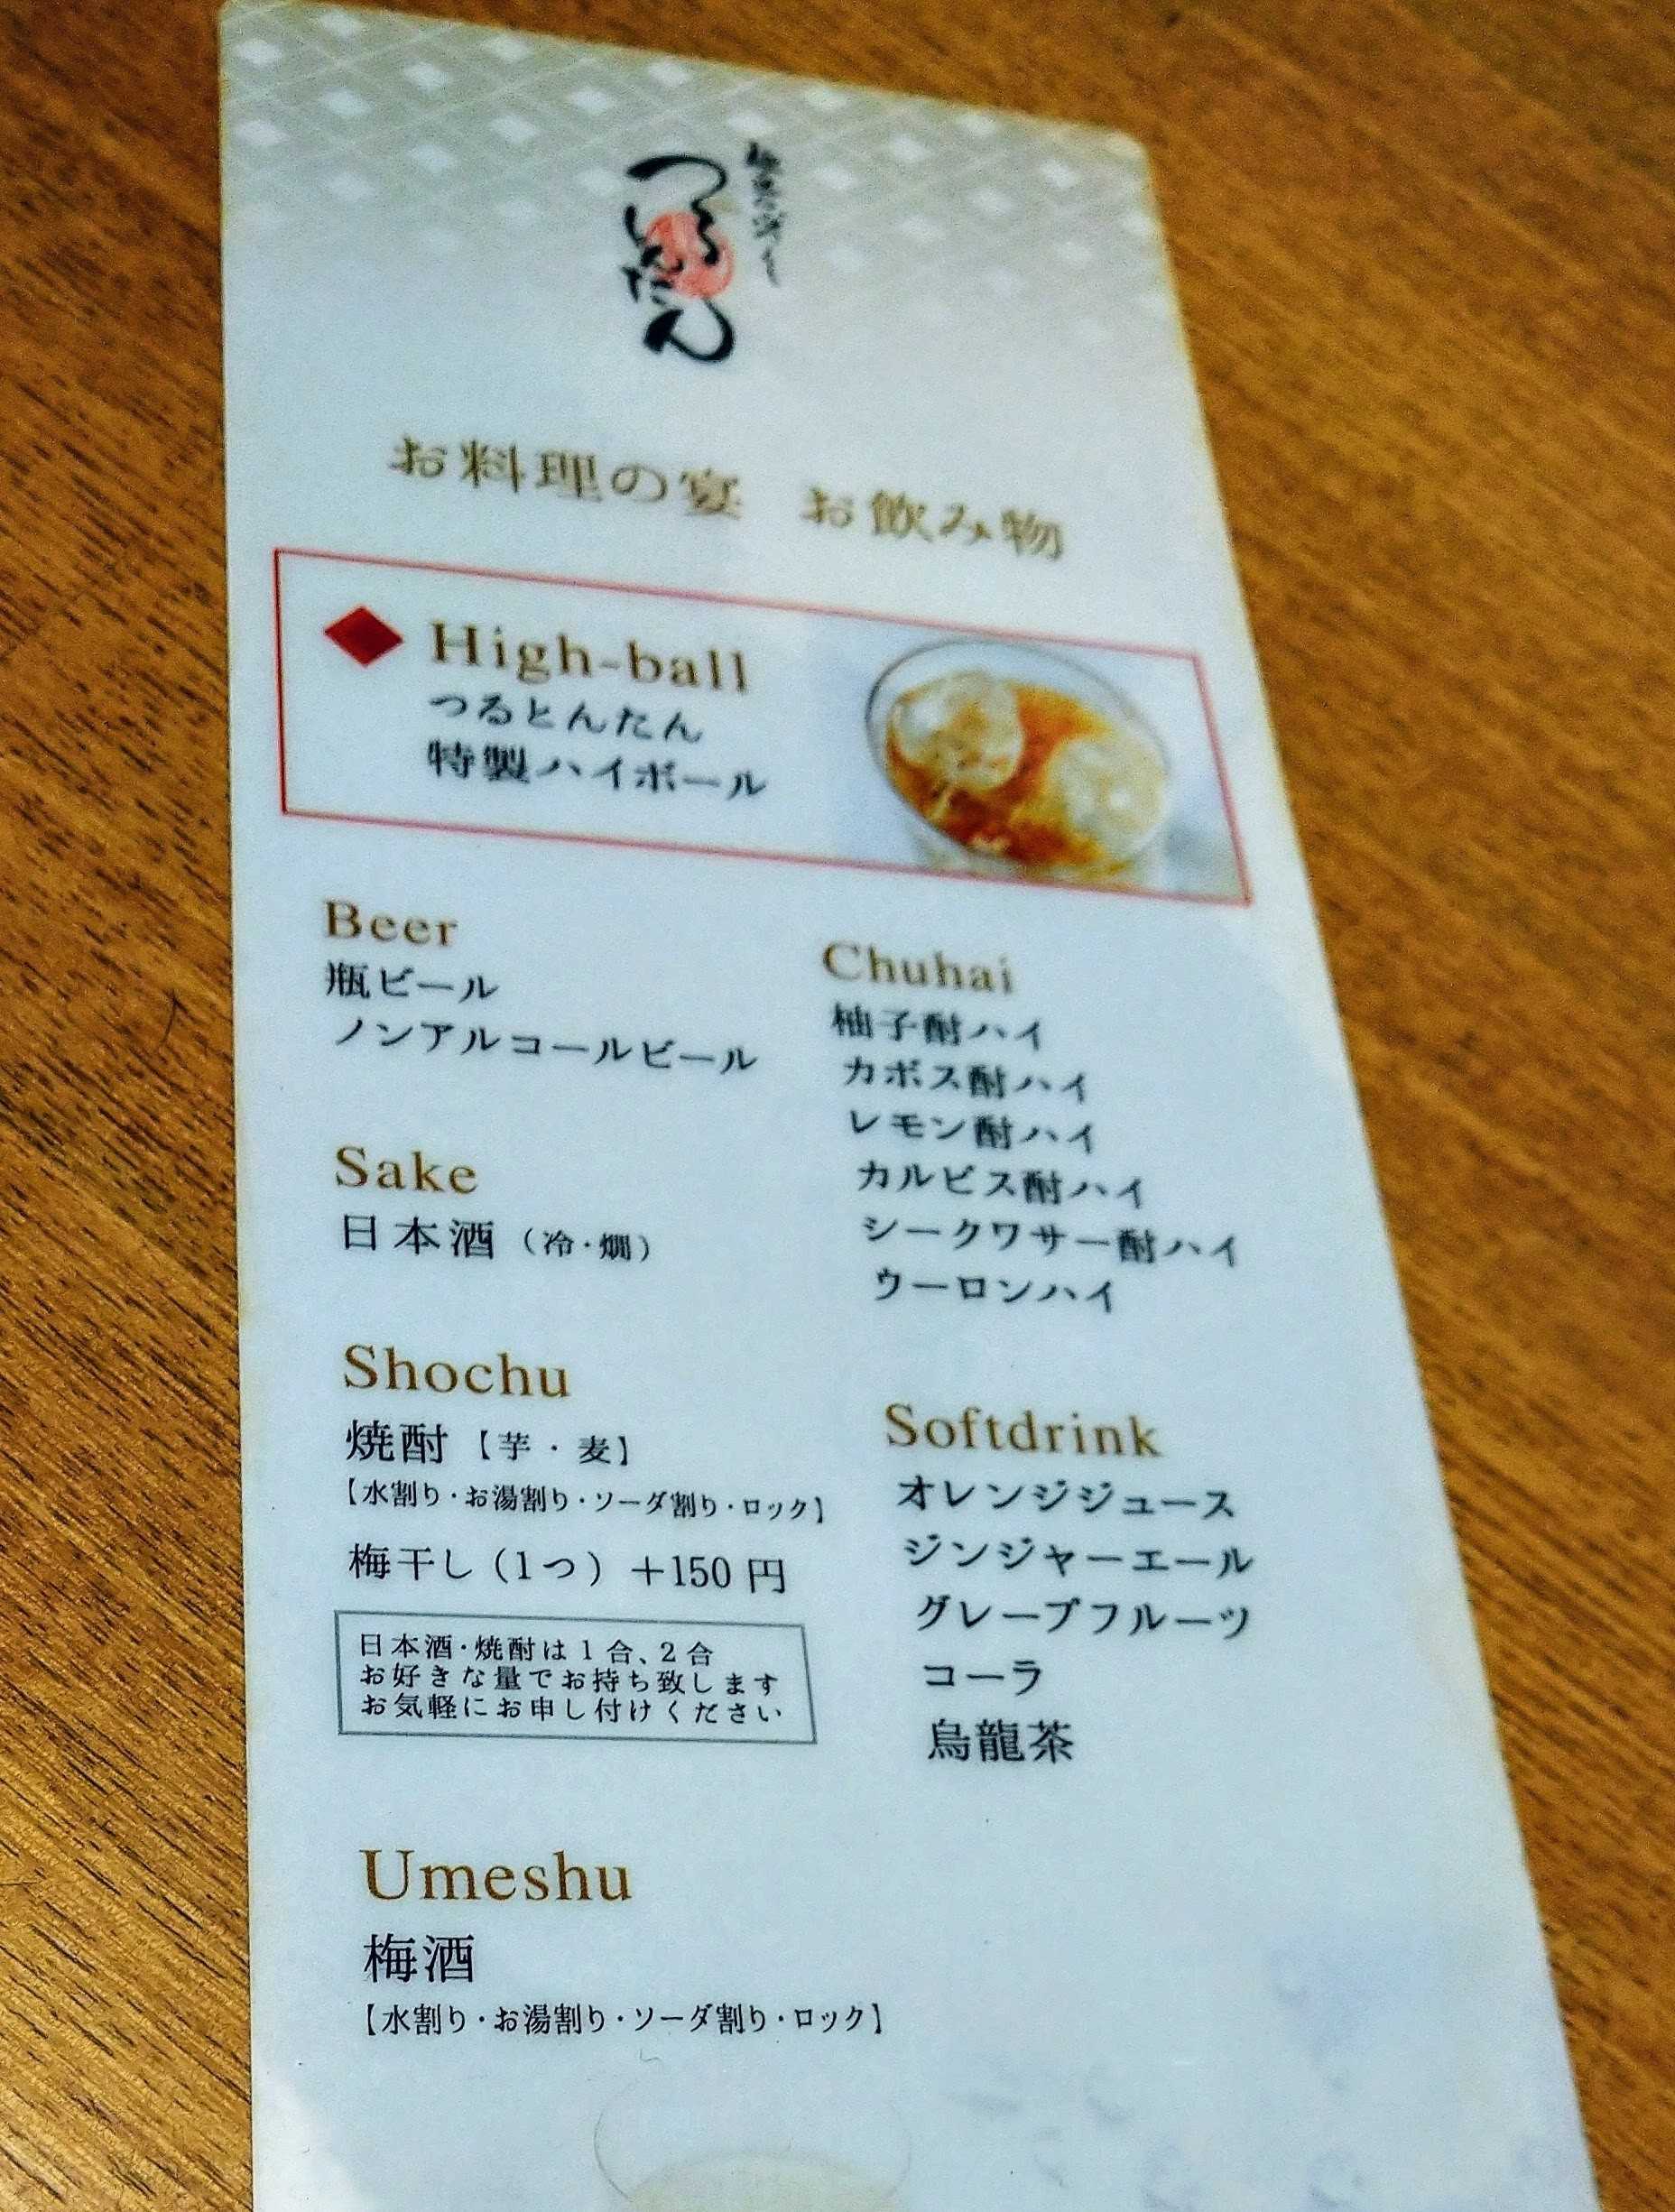 つるとんたん
お料理の宴 お飲み物
High-ball
つるとんたん
特製ハイボール
Beer
瓶ビール
ノンアルコールビール
Sake
日本酒（冷・燗）
Shochu
焼酎【芋・麦】
【水割り・お湯割り・ソーダ割り・ロック】
梅干し（1つ）＋150円
日本酒・焼酎は1合、2合
お好きな量でお持ち致します
お気軽にお申し付けください
Umeshu
梅酒
【水割り・お湯割り・ソーダ割り・ロック】
Chuhai
柚子酎ハイ
カボス酎ハイ
レモン酎ハイ
カルピス酎ハイ
シークワサー酎ハイ
ウーロンハイ
Softdrink
オレンジジュース
ジンジャーエール
グレープフルーツ
コーラ
烏龍茶